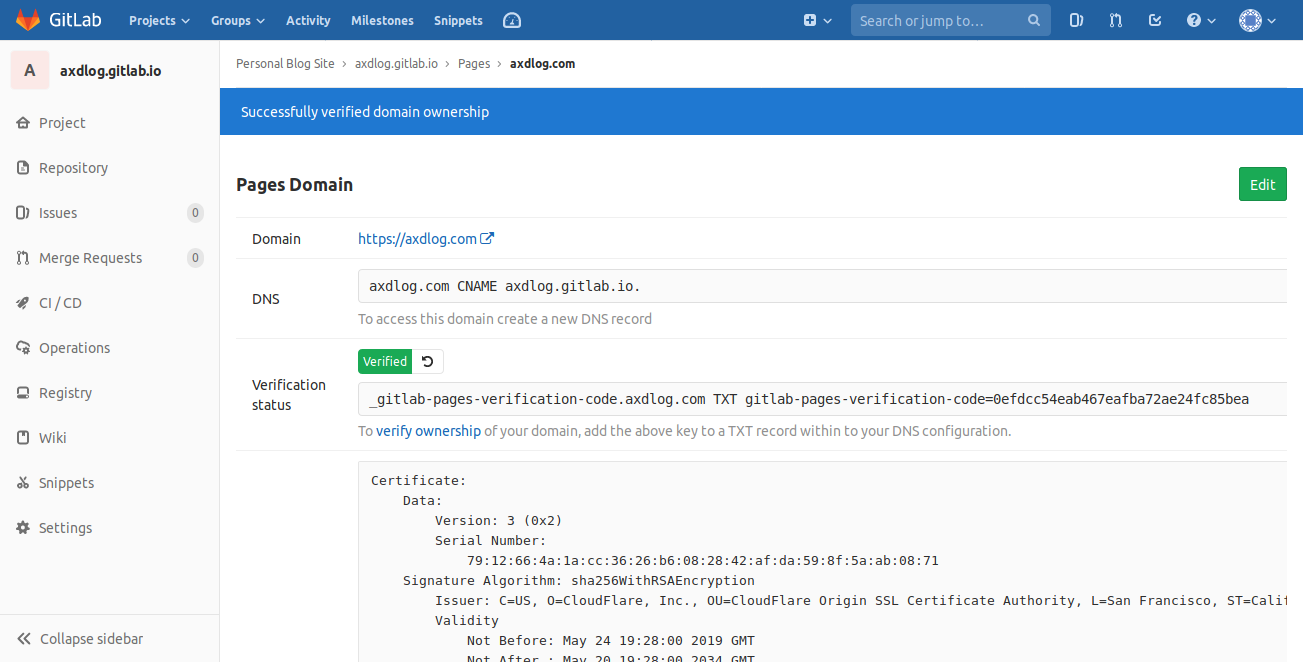 GitLab Projects Groups Activity Milestones Snippets Search or jump to…
A axdlog.gitlab.io
Personal Blog Site › axdlog.gitlab.io › Pages › axdlog.com
Successfully verified domain ownership
Project
Repository
Issues 0
Merge Requests 0
CI / CD
Operations
Registry
Wiki
Snippets
Settings
Collapse sidebar
Pages Domain Edit
Domain https://axdlog.com
DNS axdlog.com CNAME axdlog.gitlab.io.
To access this domain create a new DNS record
Verification status
Verified
_gitlab-pages-verification-code.axdlog.com TXT gitlab-pages-verification-code=0efdcc54eab467eafba72ae24fc85bea
To verify ownership of your domain, add the above key to a TXT record within to your DNS configuration.
Certificate:
Data:
Version: 3 (0x2)
Serial Number:
79:12:66:4a:1a:cc:36:26:b6:08:28:42:af:da:59:8f:5a:ab:08:71
Signature Algorithm: sha256WithRSAEncryption
Issuer: C=US, O=CloudFlare, Inc., OU=CloudFlare Origin SSL Certificate Authority, L=San Francisco, ST=Calif
Validity
Not Before: May 24 19:28:00 2019 GMT
Not After : May 20 19:28:00 2034 GMT